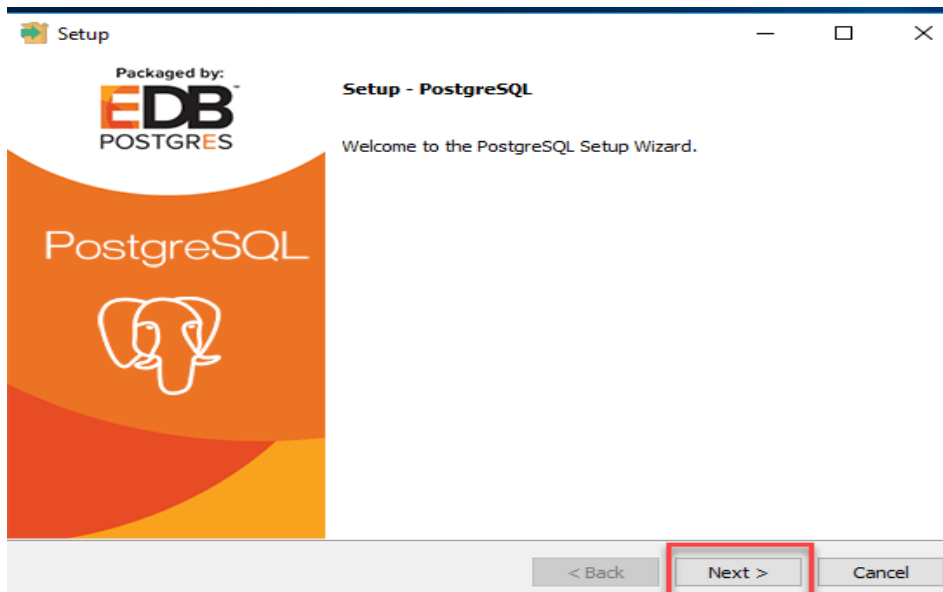 Setup
Packaged by:
EDB
POSTGRES
PostgreSQL
Setup - PostgreSQL
Welcome to the PostgreSQL Setup Wizard.
< Back
Next >
Cancel